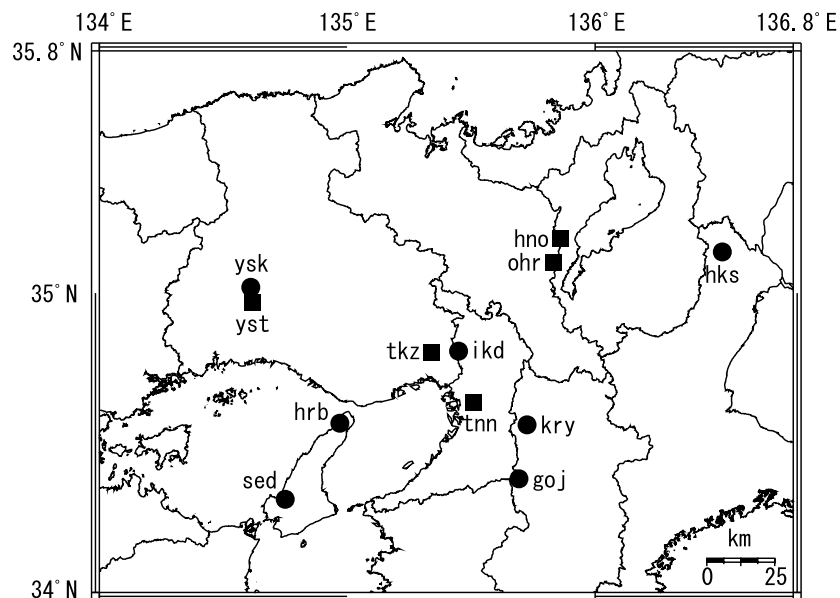 134°E 135°E 136°E 136.8°E
35.8°N
hno
ohr
hks
ysk
35°N
yst
tkz ikd
hrb
tnn
kry
sed
goj
km
0 25
34°N